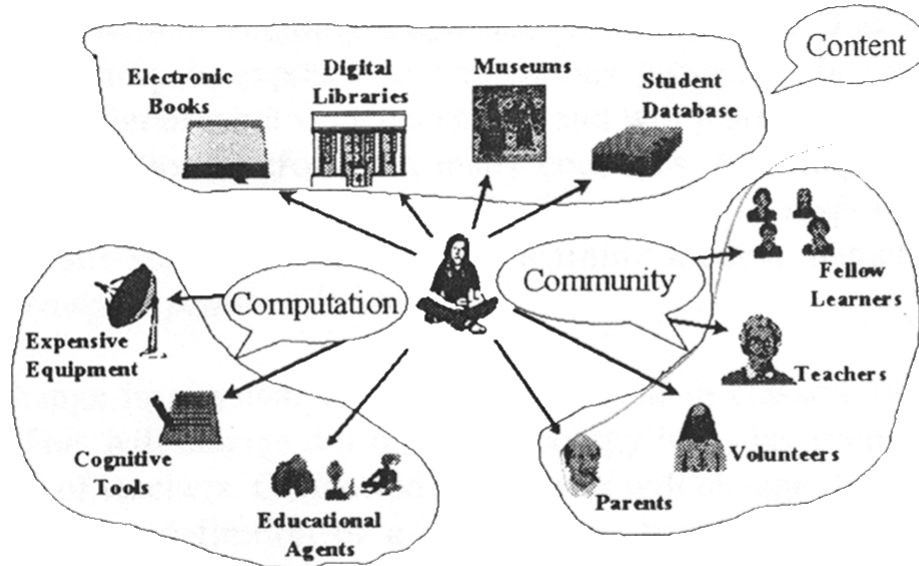 Content
Electronic
Books
Digital
Libraries
Museums
Student
Database
Computation
Community
Expensive
Equipment
Cognitive
Tools
Educational
Agents
Fellow
Learners
Teachers
Volunteers
Parents